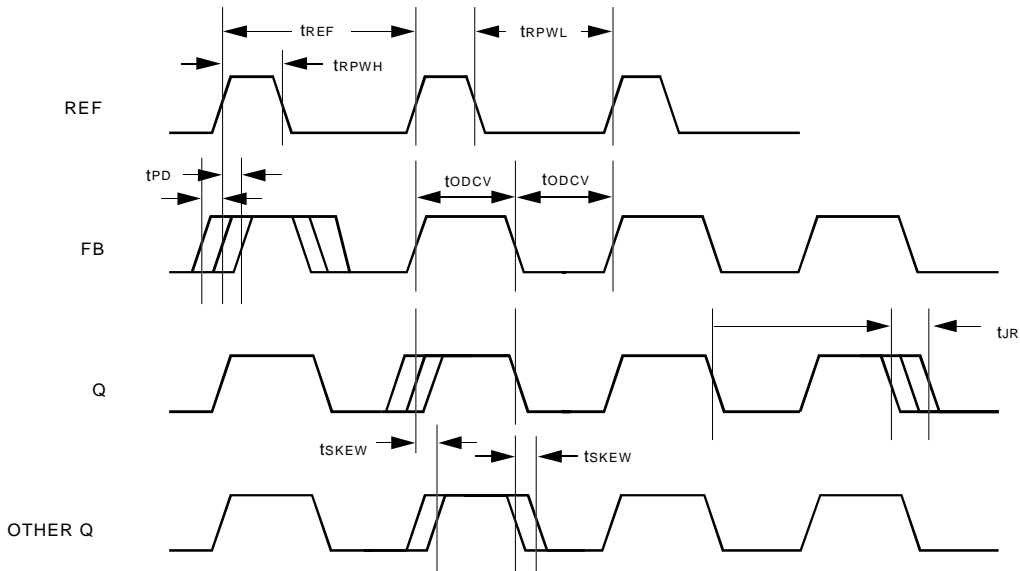 tREF
tRPWL
tRPWH
REF
tPD
tODCV
tODCV
FB
tJR
Q
tSKEW
tSKEW
OTHER Q